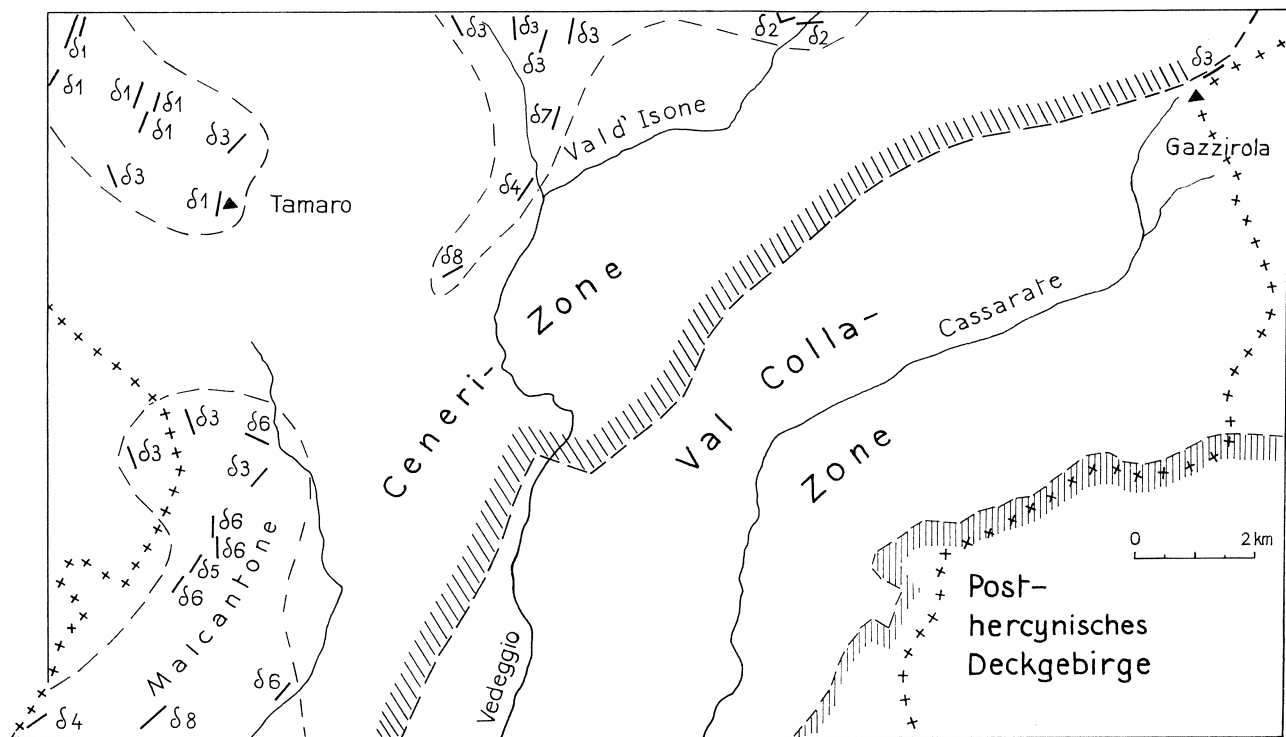 δ1
δ3
δ3
δ3
δ3
δ2
δ2
δ3
δ1
δ1
δ1
δ1
δ3
δ7
Val d' Isone
Gazzirola
δ3
δ1
Tamaro
δ4
δ8
Ceneri-
Zone
Val Colla-
Zone
Cassarate
δ3
δ6
δ3
δ3
δ6
δ6
δ5
δ6
Malcantone
0 2 km
Post-
hercynisches
Deckgebirge
δ6
Vedeggio
δ4
δ8